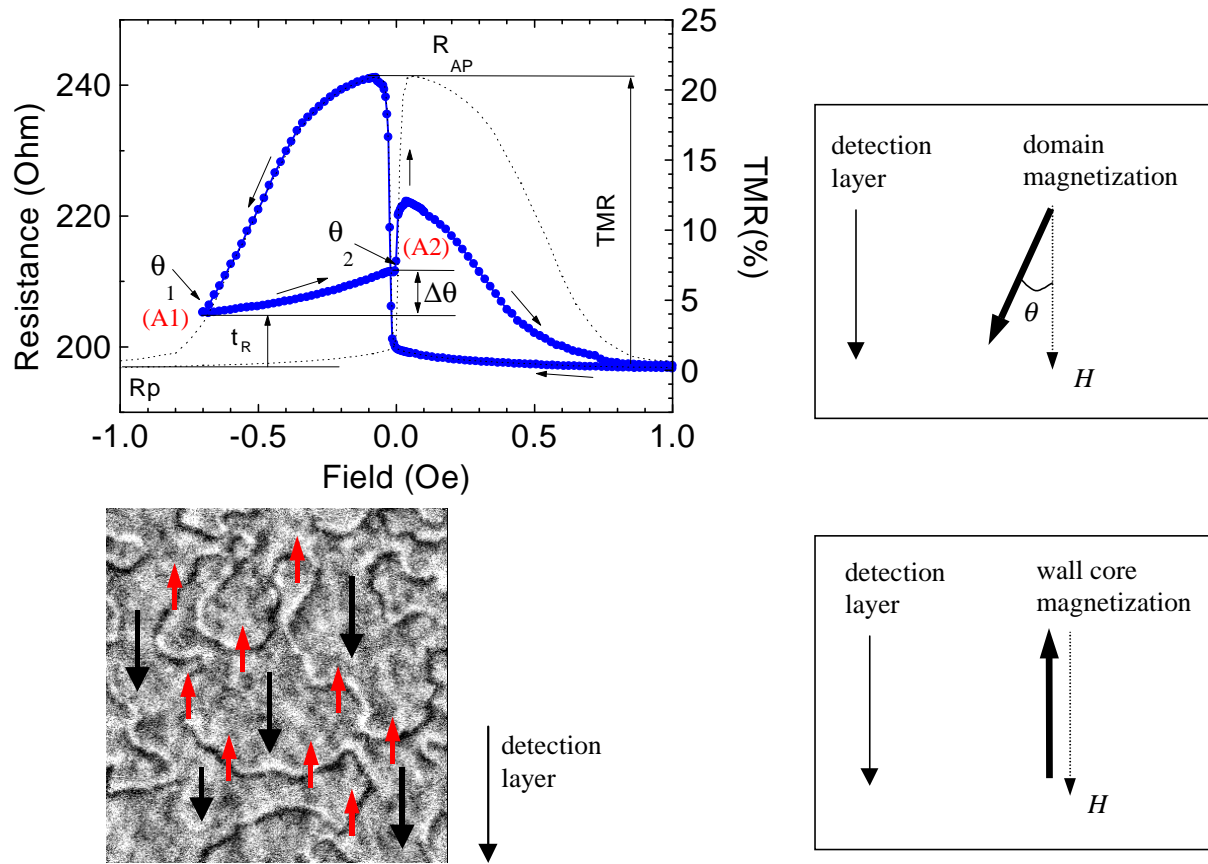 25
20
15
10
5
0
TMR(%)
240
220
200
Resistance (Ohm)
R
AP
TMR
θ
2
(A2)
θ
1
(A1)
Δθ
t
R
Rp
-1.0
-0.5
0.0
0.5
1.0
Field (Oe)
detection
layer
domain
magnetization
θ
H
detection
layer
detection
layer
wall core
magnetization
H